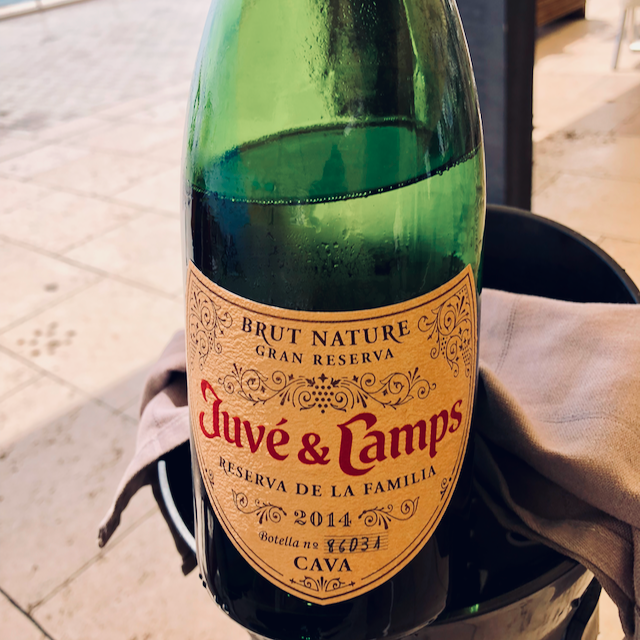 BRUT NATURE
GRAN RESERVA
Juvé & Camps
RESERVA DE LA FAMILIA
2014
Botella nº 86031
CAVA